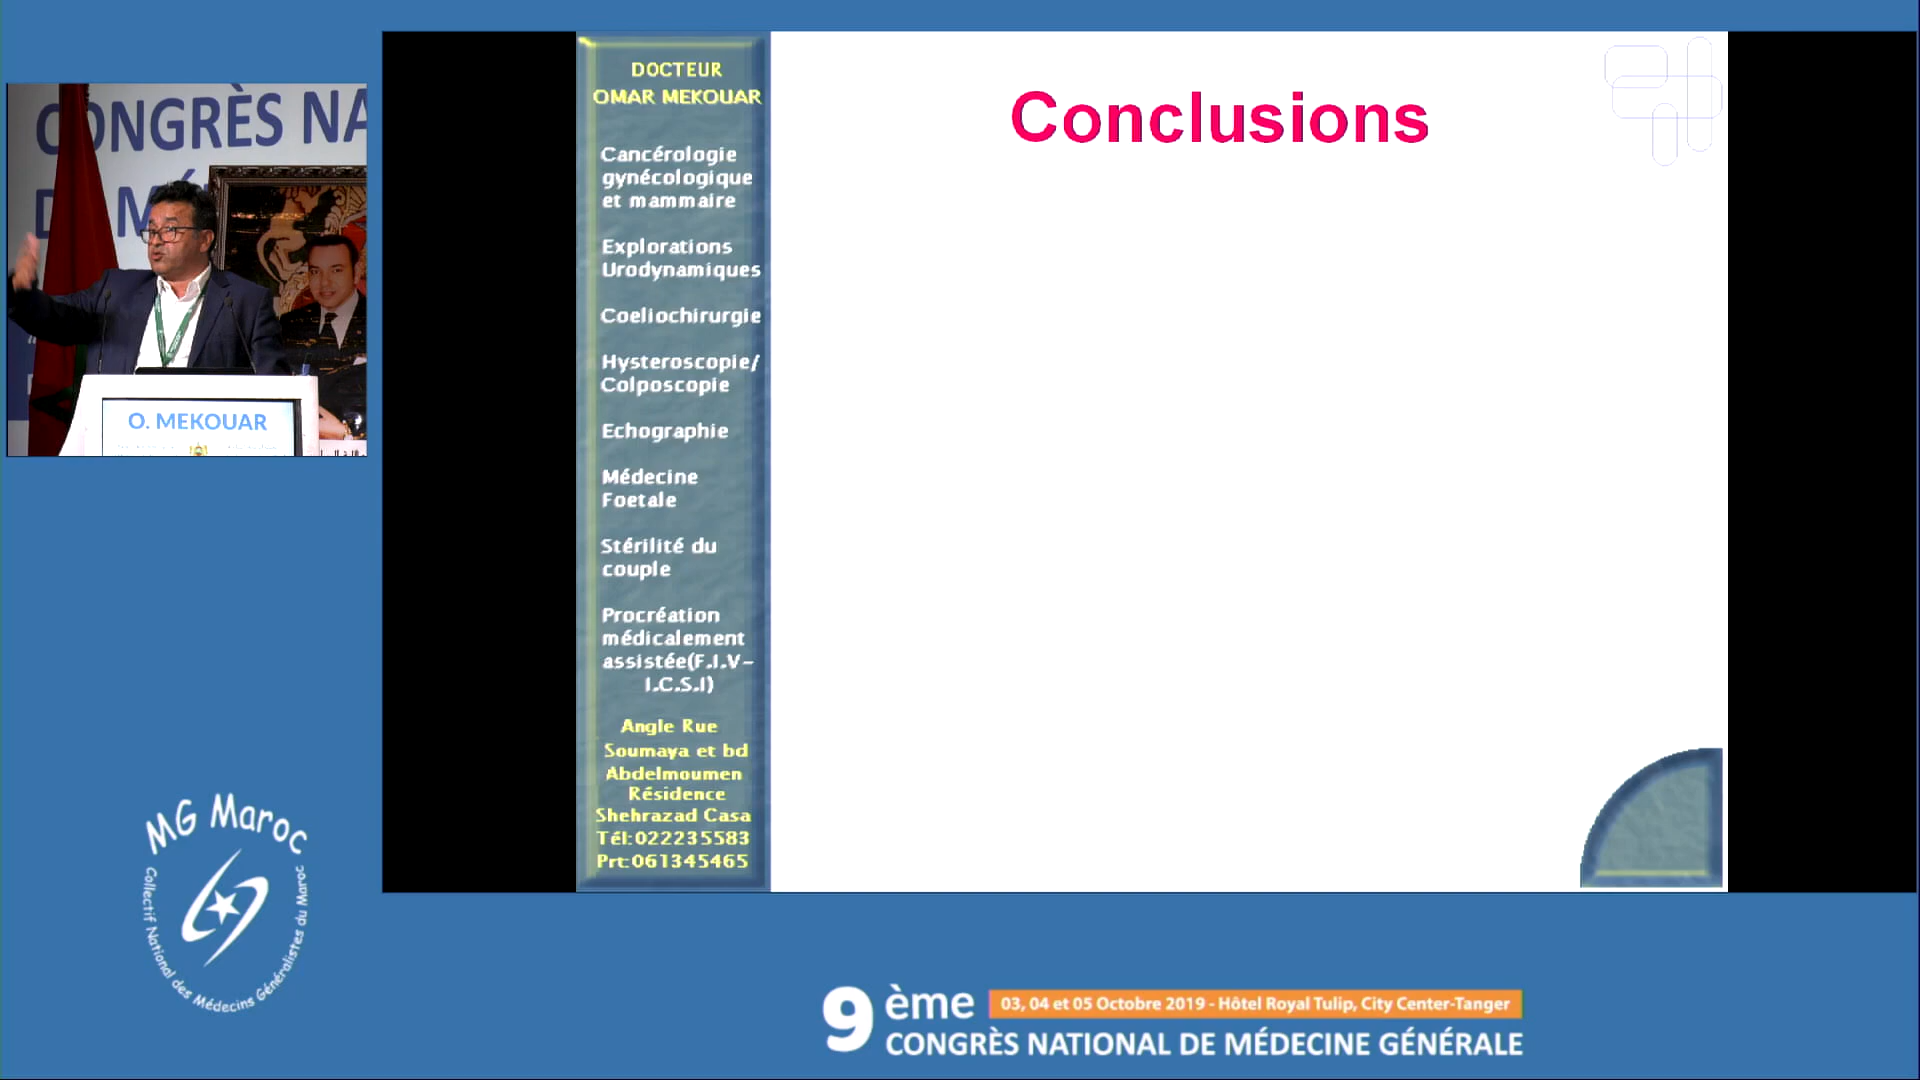 CONGRÈS NA
O. MEKOUAR
DOCTEUR
OMAR MEKOUAR
Cancérologie
gynécologique
et mammaire
Explorations
Urodynamiques
Coeliochirurgie
Hysteroscopie/
Colposcopie
Echographie
Médecine
Foetale
Stérilité du
couple
Procréation
médicalement
assistée(F.I.V-
I.C.S.I)
Angle Rue
Soumaya et bd
Abdelmoumen
Résidence
Shehrazad Casa
Tél:022235583
Prt:061345465
Conclusions
MG Maroc
Collectif National des Médecins Généralistes du Maroc
9 ème
03, 04 et 05 Octobre 2019 - Hôtel Royal Tulip, City Center-Tanger
CONGRÈS NATIONAL DE MÉDECINE GÉNÉRALE